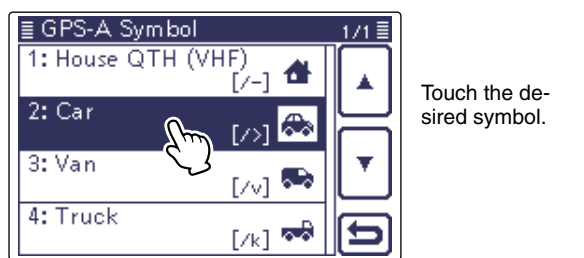 GPS-A Symbol 1/1
1: House QTH (VHF)
[/-]
2: Car
[/>]
3: Van
[/v]
4: Truck
[/k]
Touch the de-
sired symbol.